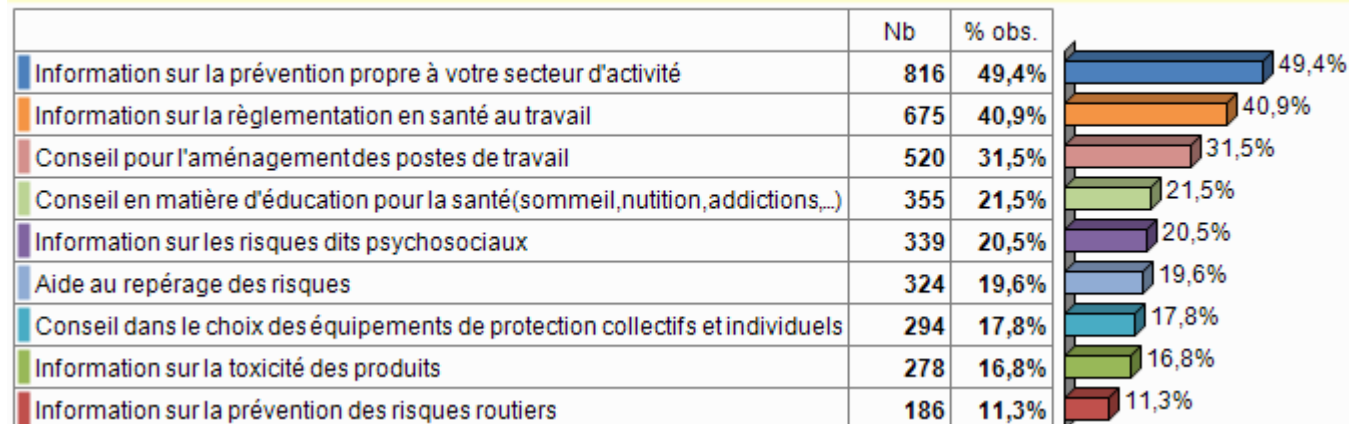 Nb % obs.
Information sur la prévention propre à votre secteur d'activité 816 49,4% 49,4%
Information sur la règlementation en santé au travail 675 40,9% 40,9%
Conseil pour l'aménagement des postes de travail 520 31,5% 31,5%
Conseil en matière d'éducation pour la santé(sommeil,nutition,addictions,...) 355 21,5% 21,5%
Information sur les risques dits psychosociaux 339 20,5% 20,5%
Aide au repérage des risques 324 19,6% 19,6%
Conseil dans le choix des équipements de protection collectifs et individuels 294 17,8% 17,8%
Information sur la toxicité des produits 278 16,8% 16,8%
Information sur la prévention des risques routiers 186 11,3% 11,3%